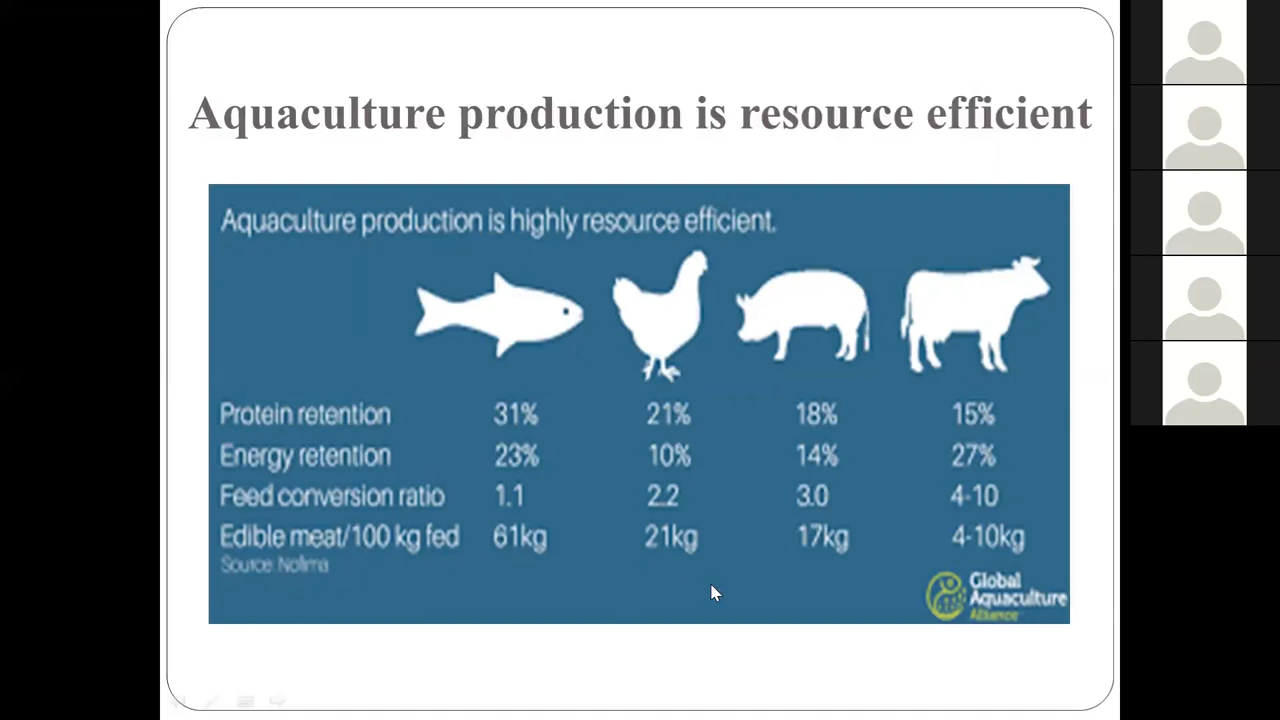 Aquaculture production is resource efficient
Aquaculture production is highly resource efficient.
Protein retention 31% 21% 18% 15%
Energy retention 23% 10% 14% 27%
Feed conversion ratio 1.1 2.2 3.0 4-10
Edible meat/100 kg fed 61kg 21kg 17kg 4-10kg
Source: Nofima
Global
Aquaculture
Alliance